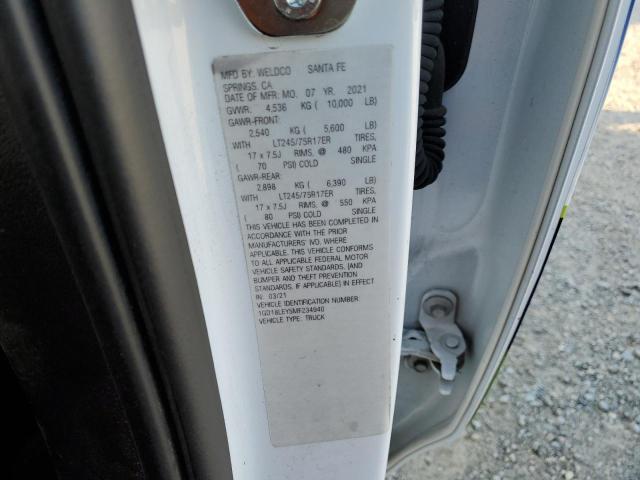 MFD BY: WELDCO SANTA FE
SPRINGS, CA
DATE OF MFR: MO. 07 YR. 2021
GVWR: 4,536 KG ( 10,000 LB)
GAWR-FRONT:
2,540 KG ( 5,600 LB)
WITH LT245/75R17ER TIRES,
17 x 7.5J RIMS, @ 480 KPA
( 70 PSI) COLD SINGLE
GAWR-REAR:
2,898 KG ( 6,390 LB)
WITH LT245/75R17ER TIRES,
17 x 7.5J RIMS, @ 550 KPA
( 80 PSI) COLD SINGLE
THIS VEHICLE HAS BEEN COMPLETED IN
ACCORDANCE WITH THE PRIOR
MANUFACTURERS' IVD. WHERE
APPLICABLE. THIS VEHICLE CONFORMS
TO ALL APPLICABLE FEDERAL MOTOR
VEHICLE SAFETY STANDARDS, (AND
BUMPER AND THEFT PREVENTION
STANDARDS, IF APPLICABLE) IN EFFECT
IN: 03/21
VEHICLE IDENTIFICATION NUMBER:
1GD18LEY5MF234940
VEHICLE TYPE: TRUCK